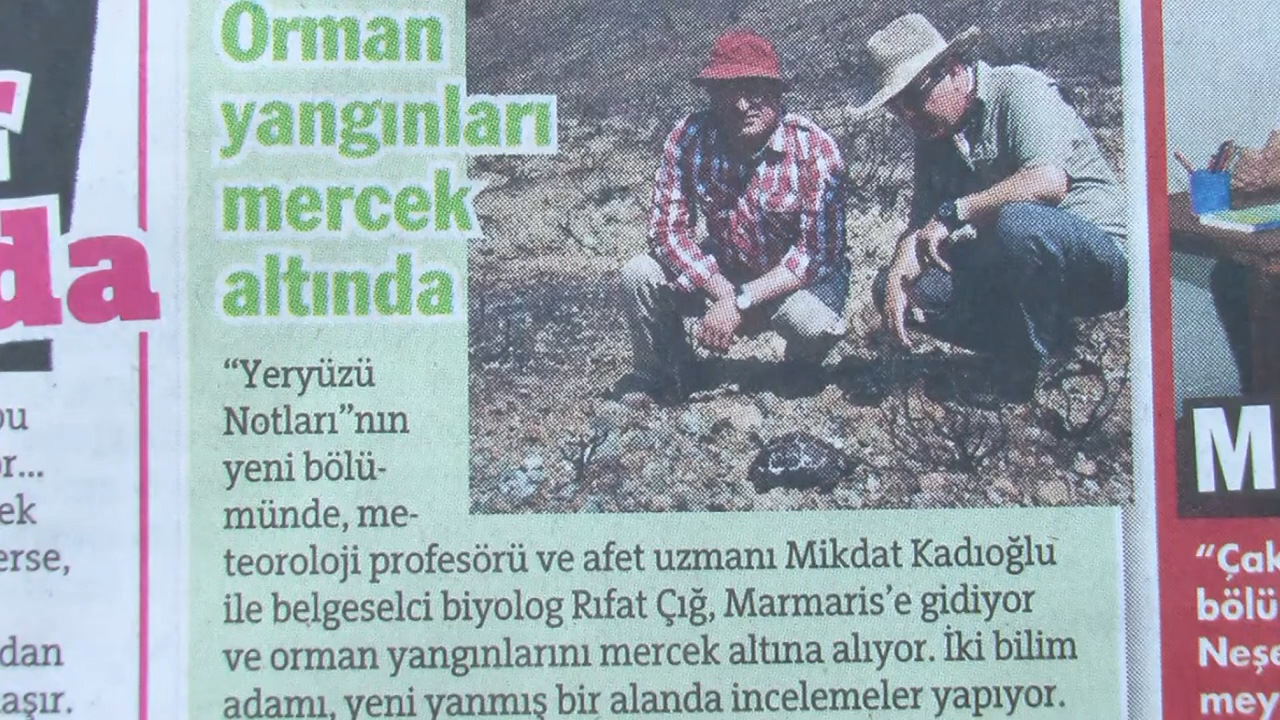 da
bu
r...
ek
erse,
dan
aşır.
Orman
yangınları
mercek
altında
“Yeryüzü
Notları”nın
yeni bölü-
münde, me-
teoroloji profesörü ve afet uzmanı Mikdat Kadıoğlu
ile belgeselci biyolog Rıfat Çığ, Marmaris’e gidiyor
ve orman yangınlarını mercek altına alıyor. İki bilim
adamı, yeni yanmış bir alanda incelemeler yapıyor.
M
“Çak
bölü
Neşe
mey